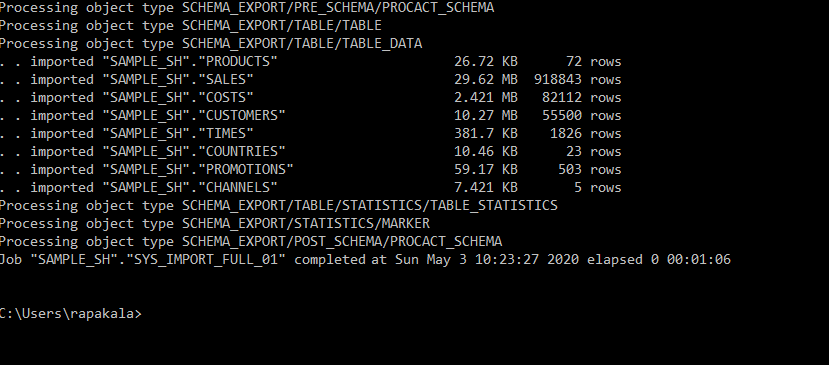 Processing object type SCHEMA_EXPORT/PRE_SCHEMA/PROCACT_SCHEMA
Processing object type SCHEMA_EXPORT/TABLE/TABLE
Processing object type SCHEMA_EXPORT/TABLE/TABLE_DATA
. . imported "SAMPLE_SH"."PRODUCTS" 26.72 KB 72 rows
. . imported "SAMPLE_SH"."SALES" 29.62 MB 918843 rows
. . imported "SAMPLE_SH"."COSTS" 2.421 MB 82112 rows
. . imported "SAMPLE_SH"."CUSTOMERS" 10.27 MB 55500 rows
. . imported "SAMPLE_SH"."TIMES" 381.7 KB 1826 rows
. . imported "SAMPLE_SH"."COUNTRIES" 10.46 KB 23 rows
. . imported "SAMPLE_SH"."PROMOTIONS" 59.17 KB 503 rows
. . imported "SAMPLE_SH"."CHANNELS" 7.421 KB 5 rows
Processing object type SCHEMA_EXPORT/TABLE/STATISTICS/TABLE_STATISTICS
Processing object type SCHEMA_EXPORT/STATISTICS/MARKER
Processing object type SCHEMA_EXPORT/POST_SCHEMA/PROCACT_SCHEMA
Job "SAMPLE_SH"."SYS_IMPORT_FULL_01" completed at Sun May 3 10:23:27 2020 elapsed 0 00:01:06
C:\Users\rapakala>